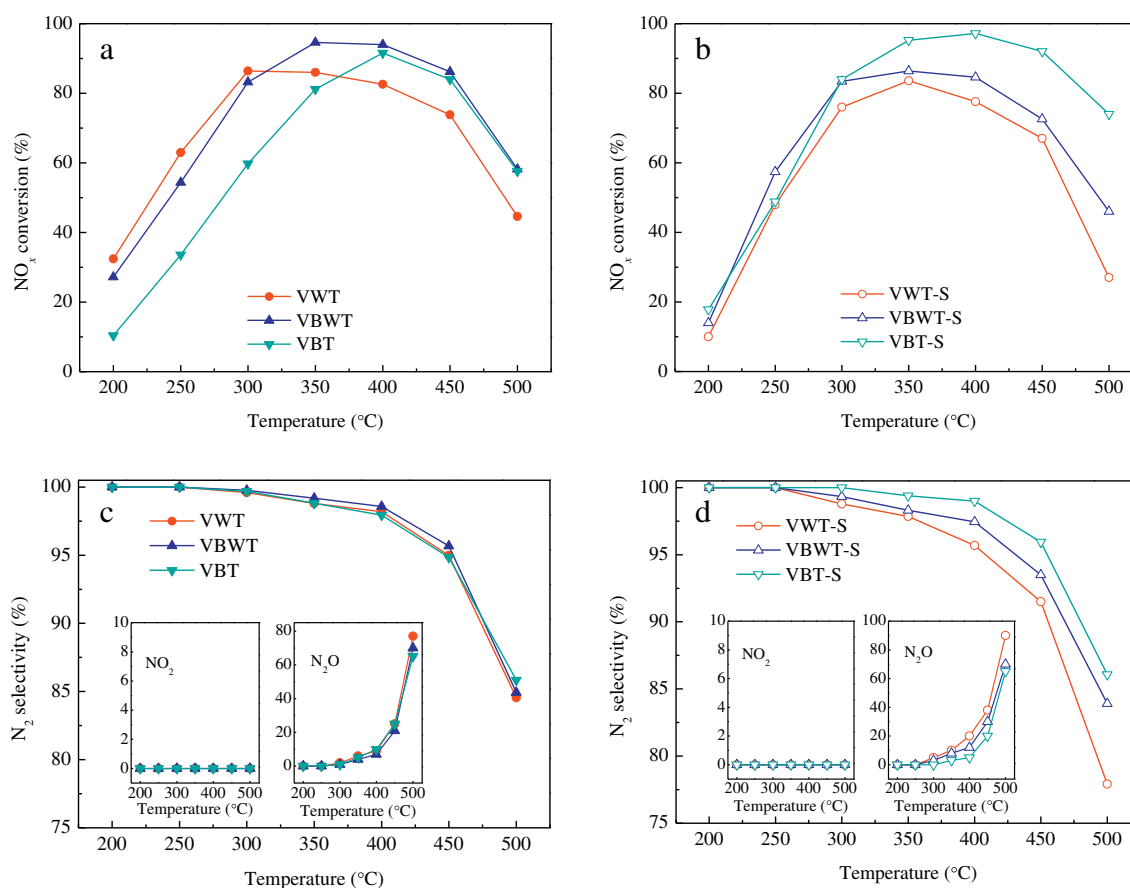 a
NOx conversion (%)
100
80
60
40
20
0
VWT
VBWT
VBT
200 250 300 350 400 450 500
Temperature (°C)
b
NOx conversion (%)
100
80
60
40
20
0
VWT-S
VBWT-S
VBT-S
200 250 300 350 400 450 500
Temperature (°C)
c
N2 selectivity (%)
100
95
90
85
80
75
VWT
VBWT
VBT
10
8
6
4
2
0
NO2
200 300 400 500
Temperature (°C)
80
60
40
20
0
N2O
200 300 400 500
Temperature (°C)
200 250 300 350 400 450 500
Temperature (°C)
d
N2 selectivity (%)
100
95
90
85
80
75
VWT-S
VBWT-S
VBT-S
10
8
6
4
2
0
NO2
200 300 400 500
Temperature (°C)
100
80
60
40
20
0
N2O
200 300 400 500
Temperature (°C)
200 250 300 350 400 450 500
Temperature (°C)